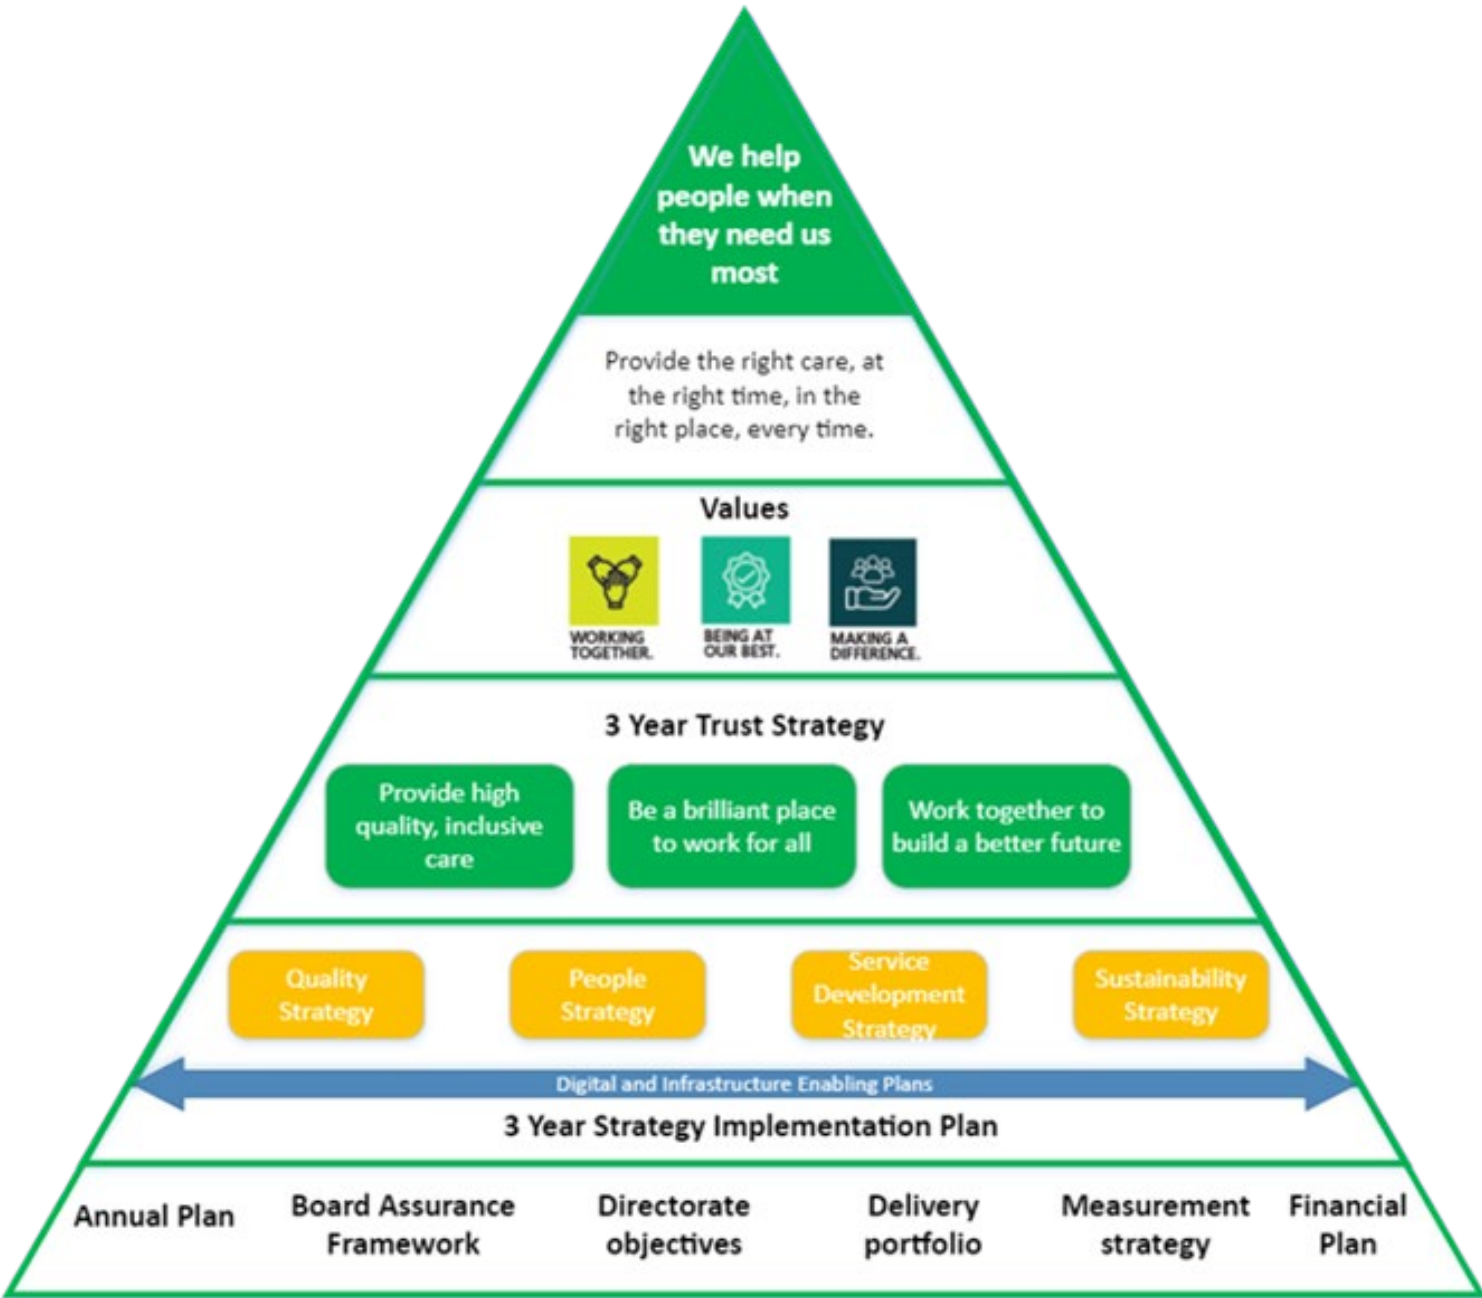 We help
people when
they need us
most
Provide the right care, at
the right time, in the
right place, every time.
Values
WORKING
TOGETHER.
BEING AT
OUR BEST.
MAKING A
DIFFERENCE.
3 Year Trust Strategy
Provide high
quality, inclusive
care
Be a brilliant place
to work for all
Work together to
build a better future
Quality
Strategy
People
Strategy
Service
Development
Strategy
Sustainability
Strategy
Digital and Infrastructure Enabling Plans
3 Year Strategy Implementation Plan
Annual Plan
Board Assurance
Framework
Directorate
objectives
Delivery
portfolio
Measurement
strategy
Financial
Plan